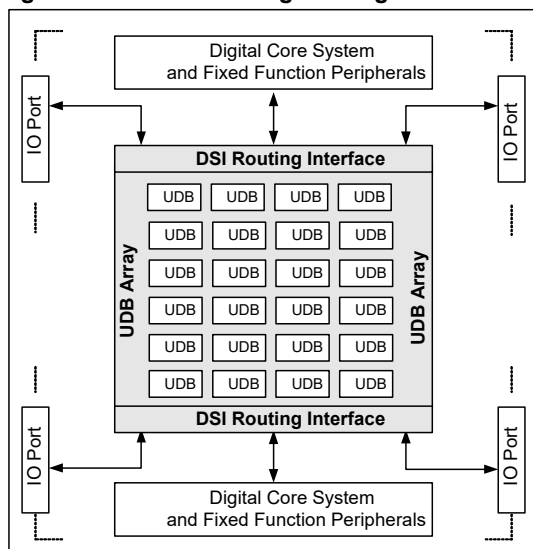 Digital Core System
and Fixed Function Peripherals
IO Port
IO Port
DSI Routing Interface
UDB Array
UDB Array
UDB UDB UDB UDB
UDB UDB UDB UDB
UDB UDB UDB UDB
UDB UDB UDB UDB
UDB UDB UDB UDB
UDB UDB UDB UDB
DSI Routing Interface
IO Port
IO Port
Digital Core System
and Fixed Function Peripherals